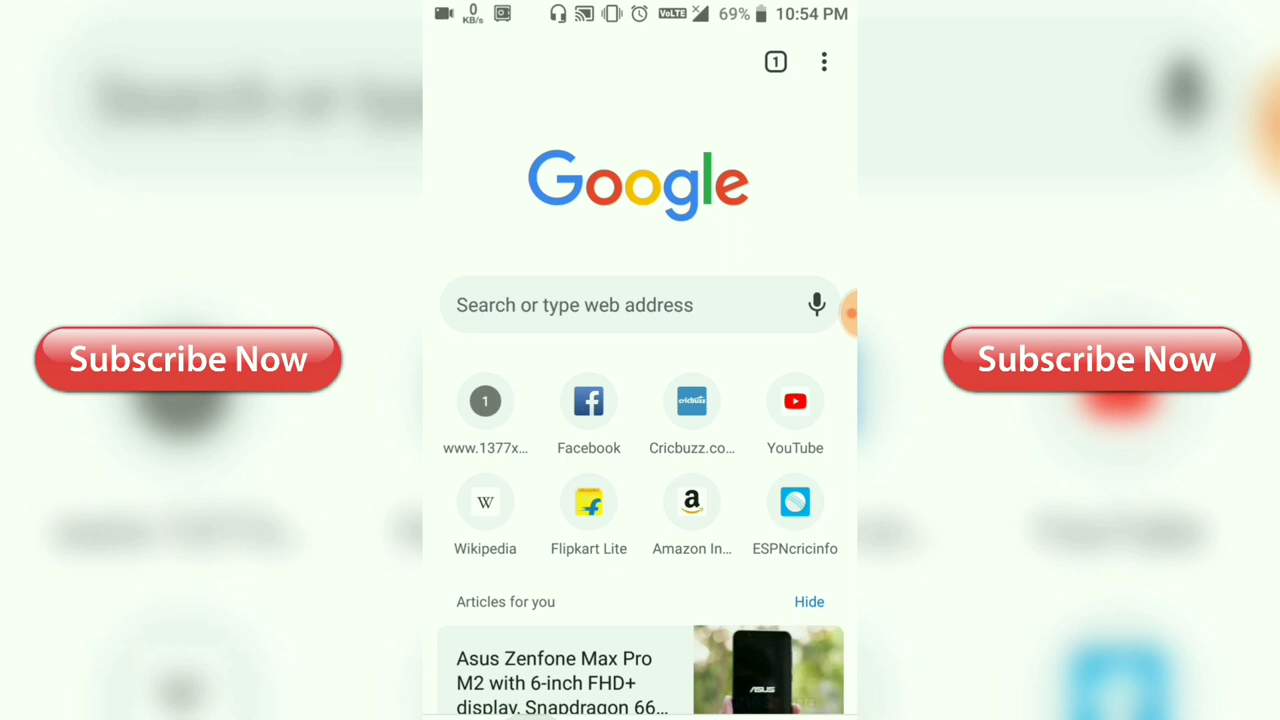 0
KB/s
VoLTE
69%
10:54 PM
1
Google
Search or type web address
Subscribe Now
Subscribe Now
1
www.1377x...
Facebook
cricbuzz
Cricbuzz.co...
YouTube
W
Wikipedia
Flipkart Lite
a
Amazon In...
ESPNcricinfo
Articles for you
Hide
Asus Zenfone Max Pro
M2 with 6-inch FHD+
display, Snapdragon 66...
ASUS